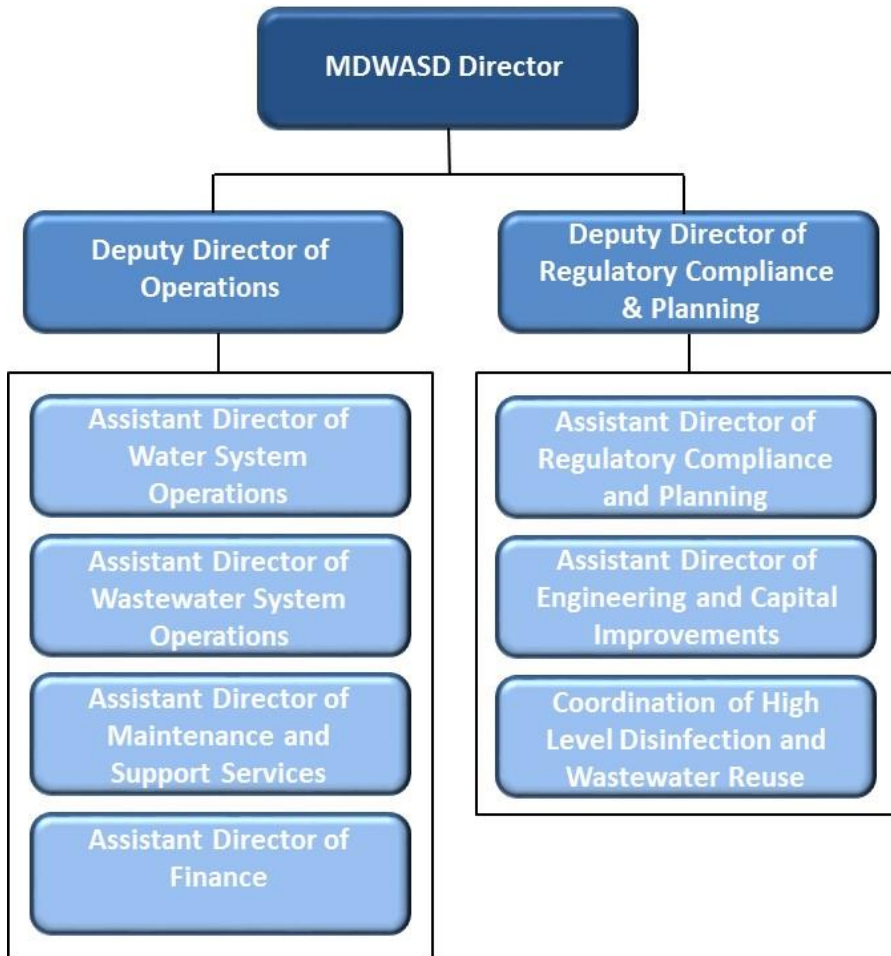 MDWASD Director
Deputy Director of
Operations
Deputy Director of
Regulatory Compliance
& Planning
Assistant Director of
Water System
Operations
Assistant Director of
Wastewater System
Operations
Assistant Director of
Maintenance and
Support Services
Assistant Director of
Finance
Assistant Director of
Regulatory Compliance
and Planning
Assistant Director of
Engineering and Capital
Improvements
Coordination of High
Level Disinfection and
Wastewater Reuse